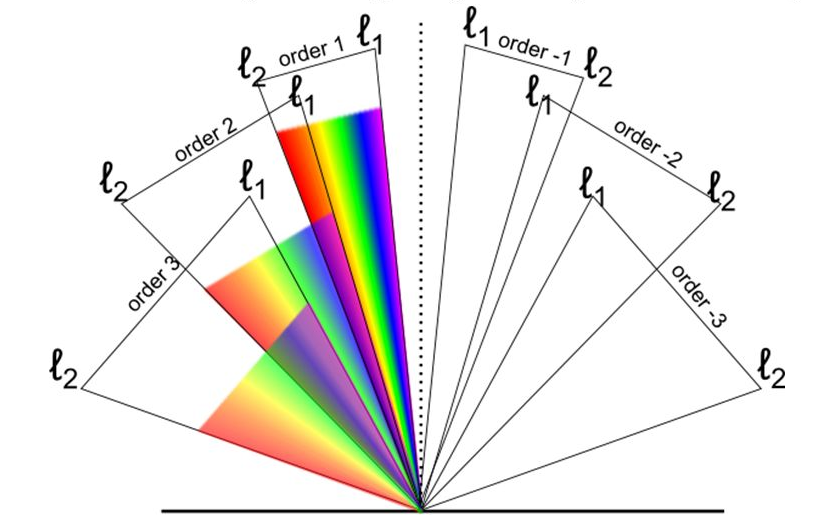 ℓ1
order 1
ℓ2
ℓ1
order -1
ℓ2
ℓ1
order 2
ℓ2
ℓ1
order -2
ℓ2
ℓ1
order 3
ℓ2
ℓ1
order -3
ℓ2